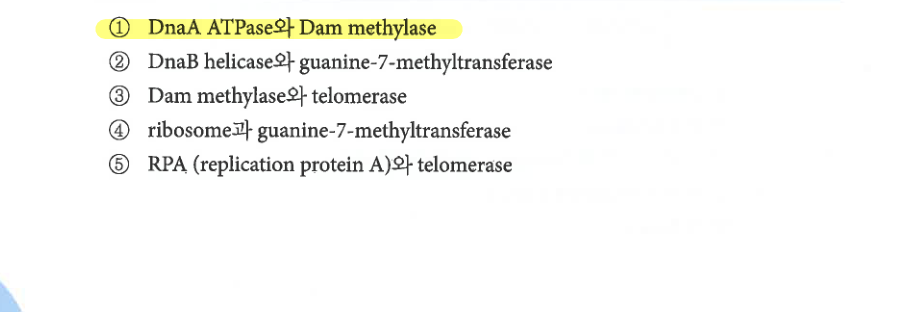 ① DnaA ATPase와 Dam methylase
② DnaB helicase와 guanine-7-methyltransferase
③ Dam methylase와 telomerase
④ ribosome과 guanine-7-methyltransferase
⑤ RPA (replication protein A)와 telomerase